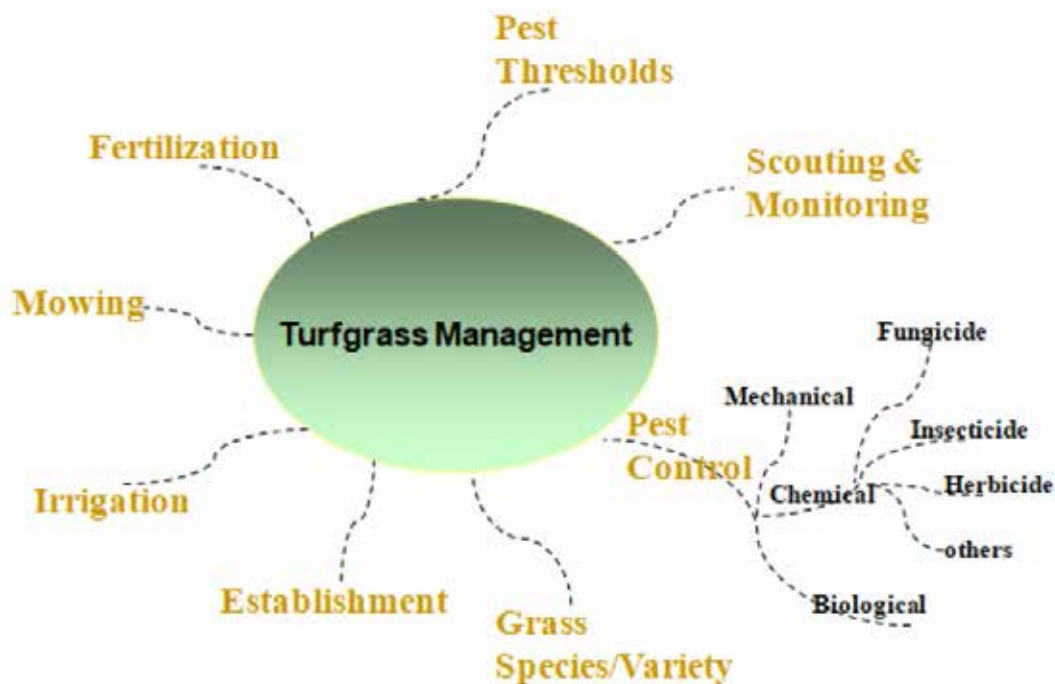 Pest
Thresholds
Fertilization
Scouting &
Monitoring
Mowing
Turfgrass Management
Fungicide
Mechanical
Pest
Control
Insecticide
Chemical
Herbicide
Irrigation
others
Establishment
Biological
Grass
Species/Variety